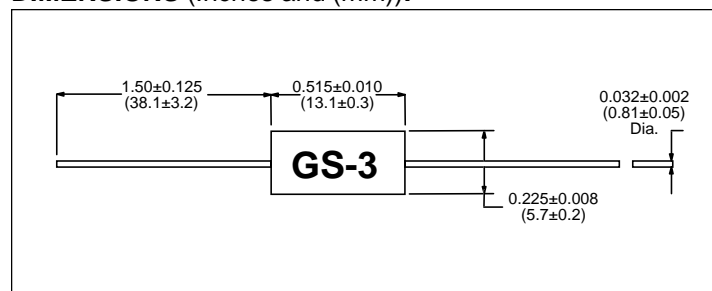 DIMENSIONS (Inches and (mm)).
1.50±0.125
(38.1±3.2)
0.515±0.010
(13.1±0.3)
0.032±0.002
(0.81±0.05)
Dia.
GS-3
0.225±0.008
(5.7±0.2)